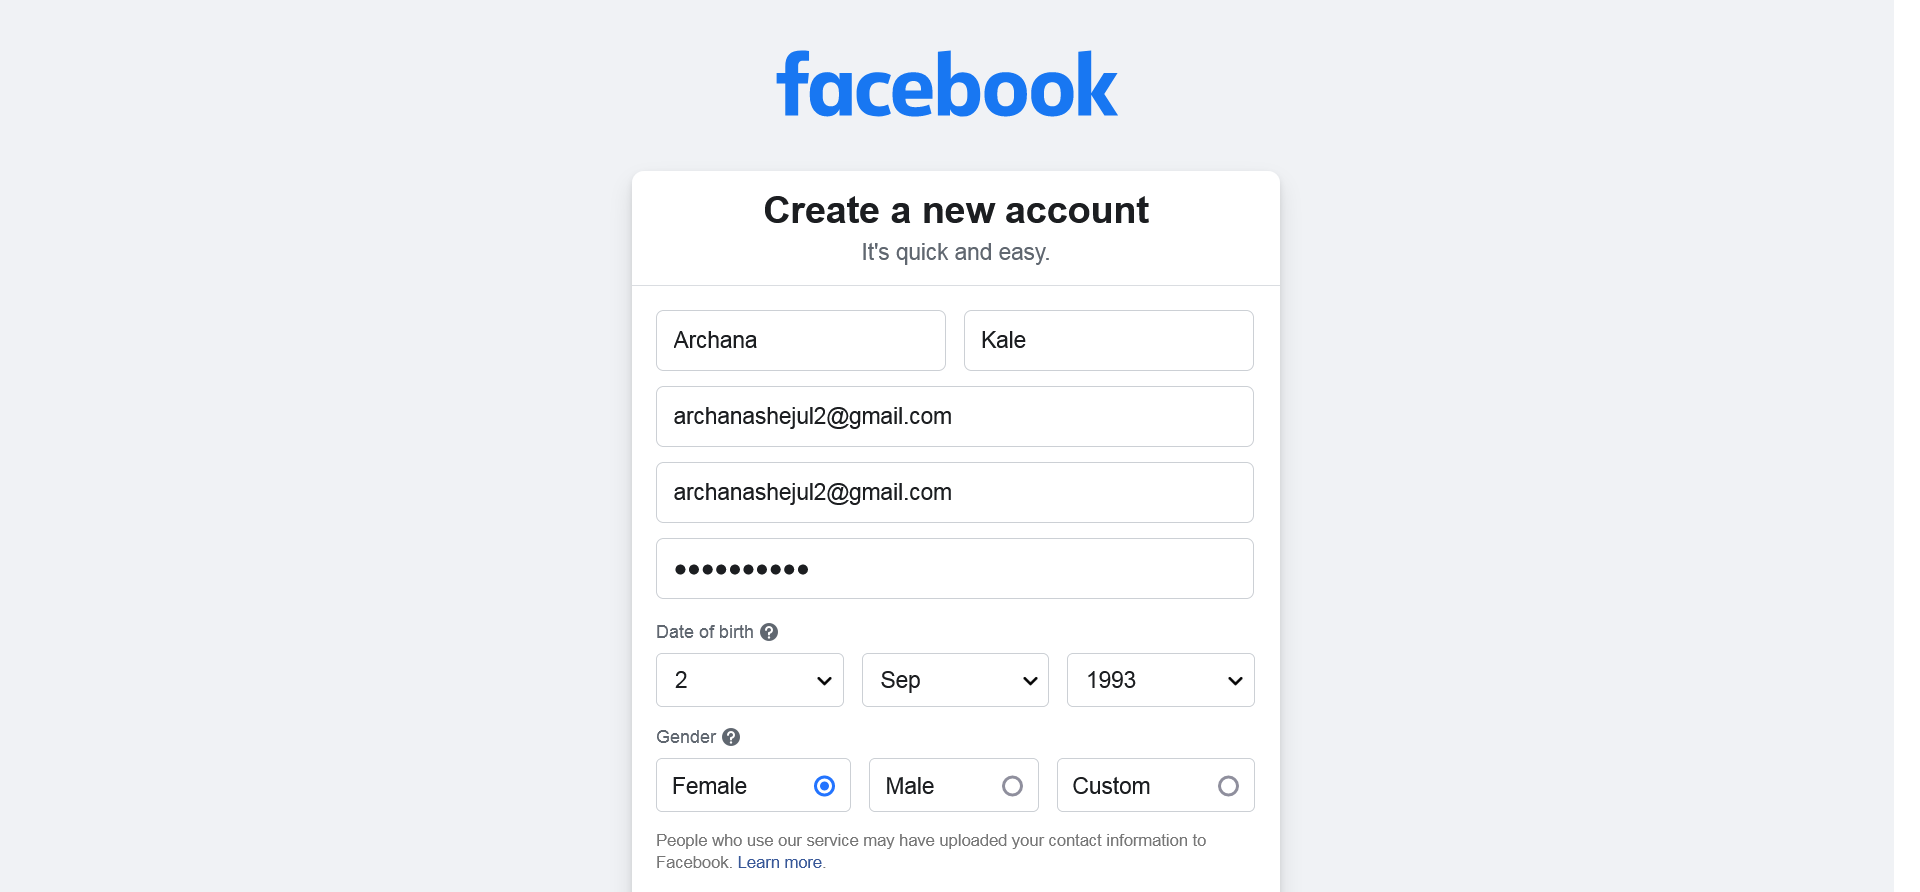 facebook
Create a new account
It's quick and easy.
Archana Kale
archanashejul2@gmail.com
archanashejul2@gmail.com
••••••••••
Date of birth ?
2 Sep 1993
Gender ?
Female Male Custom
People who use our service may have uploaded your contact information to
Facebook. Learn more.